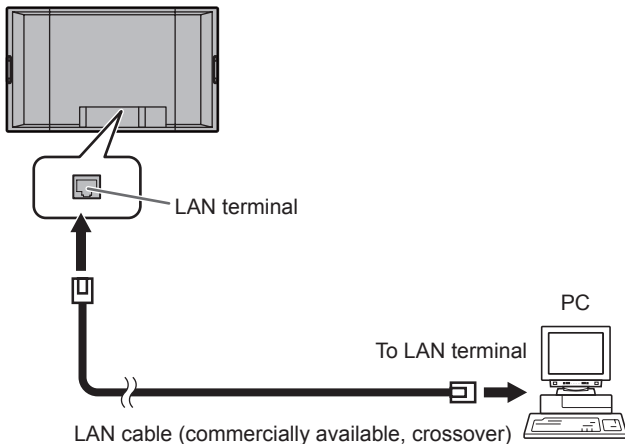 LAN terminal
PC
To LAN terminal
LAN cable (commercially available, crossover)